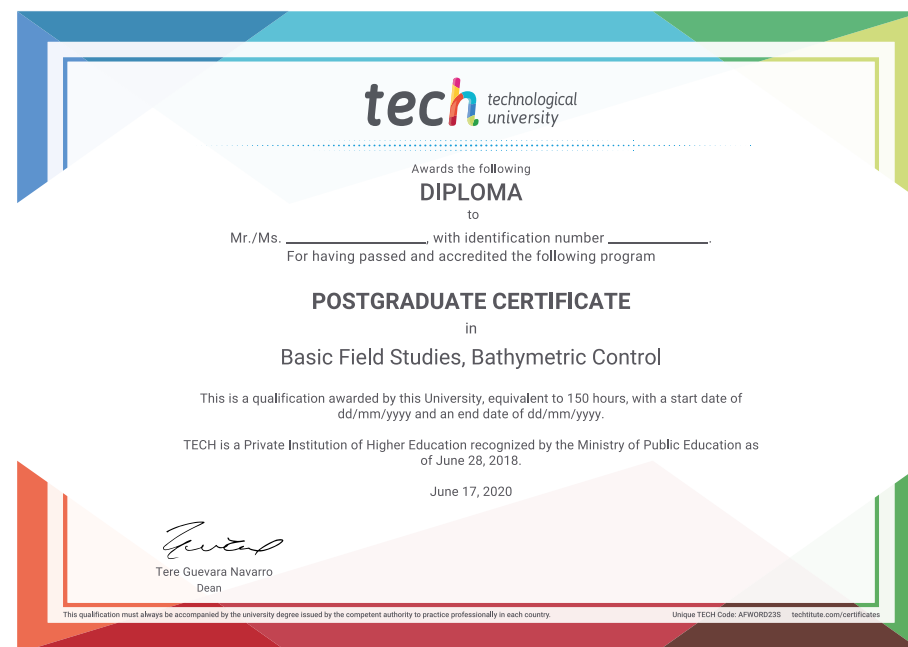 tech technological
university
Awards the following
DIPLOMA
to
Mr./Ms. ____________________, with identification number ______________.
For having passed and accredited the following program
POSTGRADUATE CERTIFICATE
in
Basic Field Studies, Bathymetric Control
This is a qualification awarded by this University, equivalent to 150 hours, with a start date of
dd/mm/yyyy and an end date of dd/mm/yyyy.
TECH is a Private Institution of Higher Education recognized by the Ministry of Public Education as
of June 28, 2018.
June 17, 2020
Tere Guevara Navarro
Dean
This qualification must always be accompanied by the university degree issued by the competent authority to practice professionally in each country. Unique TECH Code: AFWORD23S techtitute.com/certificates